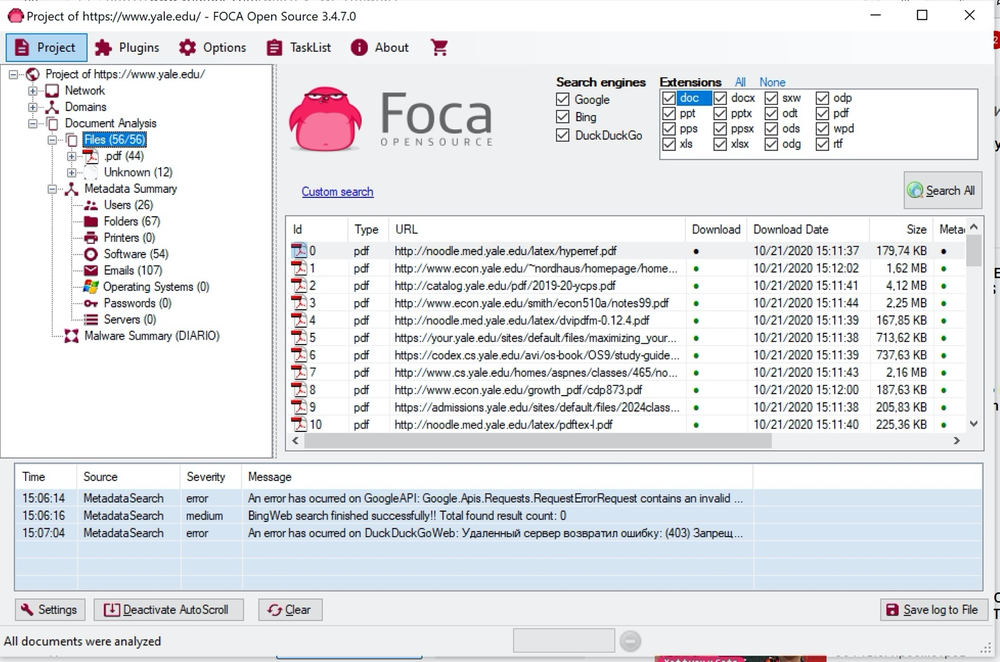 Project of https://www.yale.edu/ - FOCA Open Source 3.4.7.0
Project Plugins Options TaskList About
Project of https://www.yale.edu/
Network
Domains
Document Analysis
Files (56/56)
.pdf (44)
Unknown (12)
Metadata Summary
Users (26)
Folders (67)
Printers (0)
Software (54)
Emails (107)
Operating Systems (0)
Passwords (0)
Servers (0)
Malware Summary (DIARIO)
Foca
OPENSOURCE
Search engines
Google
Bing
DuckDuckGo
Extensions All None
doc docx sxw odp
ppt pptx odt pdf
pps ppsx ods wpd
xls xlsx odg rtf
Custom search
Search All
Id Type URL Download Download Date Size Meta
0 pdf http://noodle.med.yale.edu/latex/hyperref.pdf 10/21/2020 15:11:37 179,74 KB
1 pdf http://www.econ.yale.edu/~nordhaus/homepage/home... 10/21/2020 15:12:02 1,62 MB
2 pdf http://catalog.yale.edu/pdf/2019-20-ycps.pdf 10/21/2020 15:11:41 4,12 MB
3 pdf http://www.econ.yale.edu/smith/econ510a/notes99.pdf 10/21/2020 15:11:44 2,25 MB
4 pdf http://noodle.med.yale.edu/latex/dvipdfm-0.12.4.pdf 10/21/2020 15:11:39 167,85 KB
5 pdf https://your.yale.edu/sites/default/files/maximizing_your... 10/21/2020 15:11:38 713,62 KB
6 pdf https://codex.cs.yale.edu/avi/os-book/OS9/study-guide... 10/21/2020 15:11:39 737,63 KB
7 pdf http://www.cs.yale.edu/homes/aspnes/classes/465/no... 10/21/2020 15:11:43 2,16 MB
8 pdf http://www.econ.yale.edu/growth_pdf/cdp873.pdf 10/21/2020 15:12:00 187,63 KB
9 pdf https://admissions.yale.edu/sites/default/files/2024class... 10/21/2020 15:11:38 205,83 KB
10 pdf http://noodle.med.yale.edu/latex/pdftex-l.pdf 10/21/2020 15:11:40 225,36 KB
Time Source Severity Message
15:06:14 MetadataSearch error An error has ocurred on GoogleAPI: Google.Apis.Requests.RequestErrorRequest contains an invalid ...
15:06:16 MetadataSearch medium BingWeb search finished successfully!! Total found result count: 0
15:07:04 MetadataSearch error An error has ocurred on DuckDuckGoWeb: Удаленный сервер возвратил ошибку: (403) Запрещ...
Settings Deactivate AutoScroll Clear Save log to File
All documents were analyzed